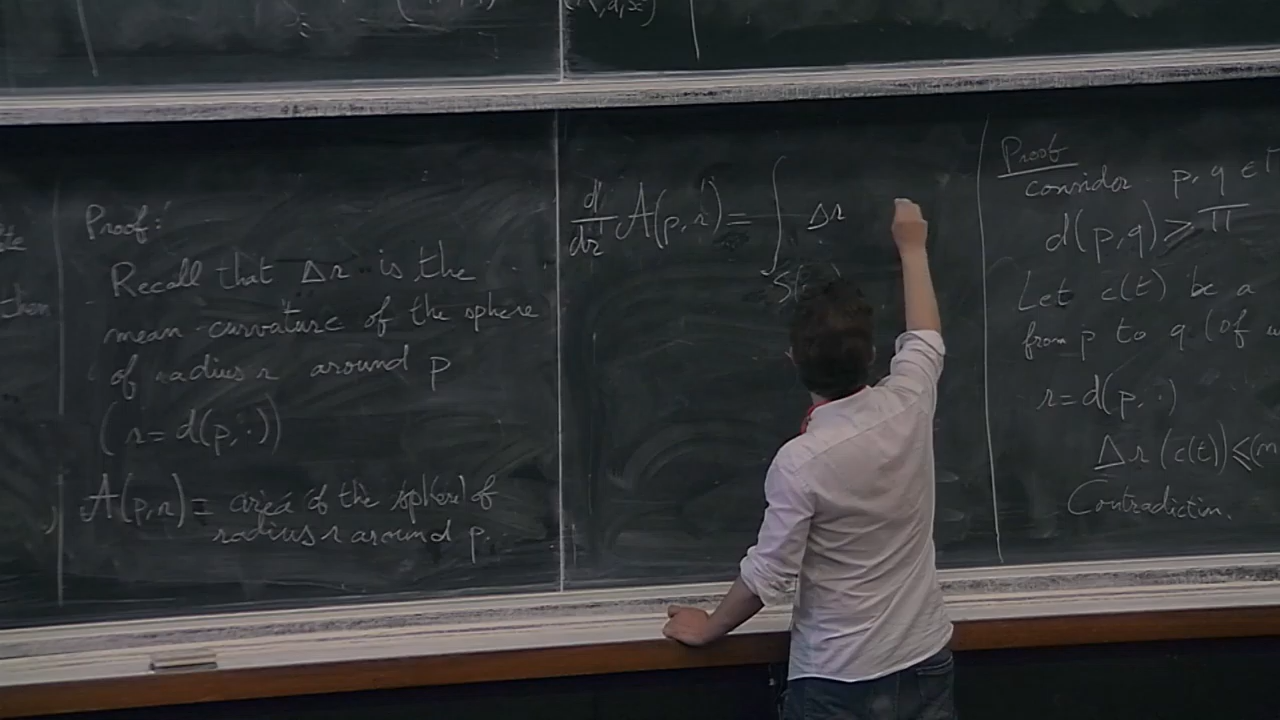 then
Proof:
Recall that Δr is the
mean-curvature of the sphere
of radius r around p
(r = d(p, ·))
A(p,r) = area of the sphere of
radius r around p.
d/dr A(p, r) = ∫ Δr
S(
Proof
consider p, q ∈
d(p,q) ⩾ π
Let c(t) be a
from p to q (of
r = d(p, ·)
Δr (c(t)) ⩽
Contradiction.